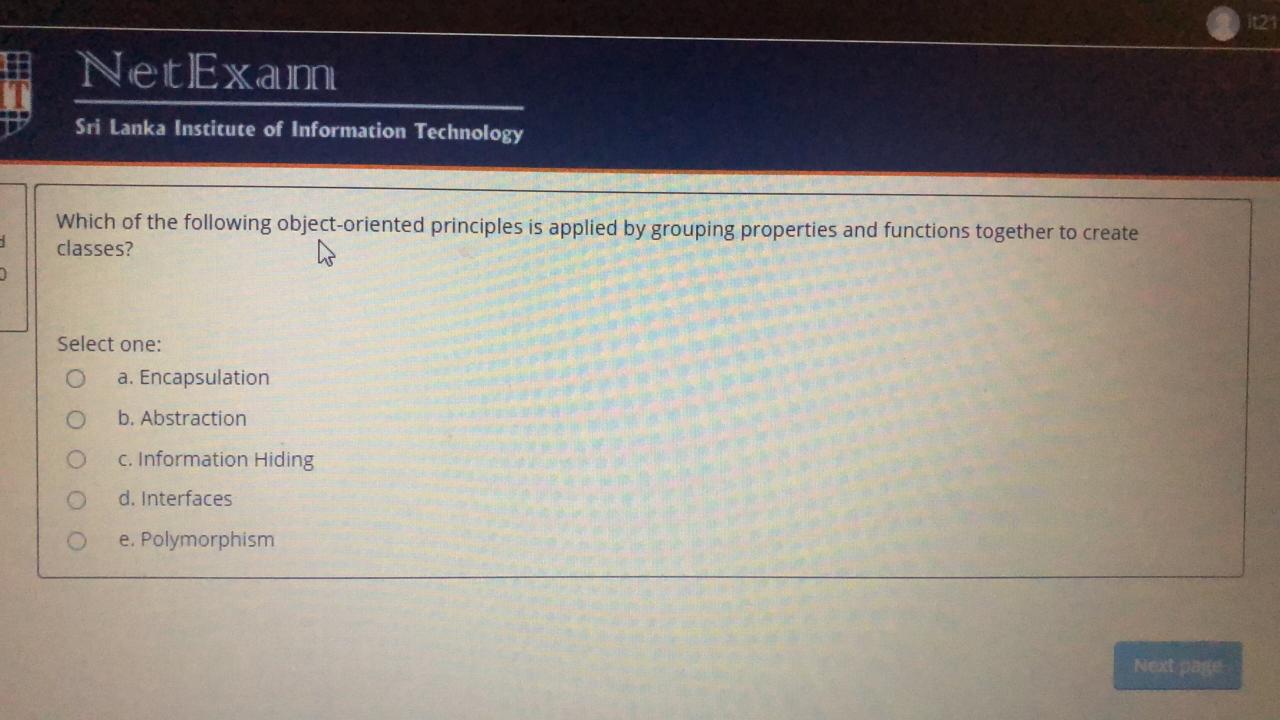 it21
NetExam
IT
Sri Lanka Institute of Information Technology
Which of the following object-oriented principles is applied by grouping properties and functions together to create
classes?
Select one:
a. Encapsulation
b. Abstraction
c. Information Hiding
d. Interfaces
e. Polymorphism
Next page